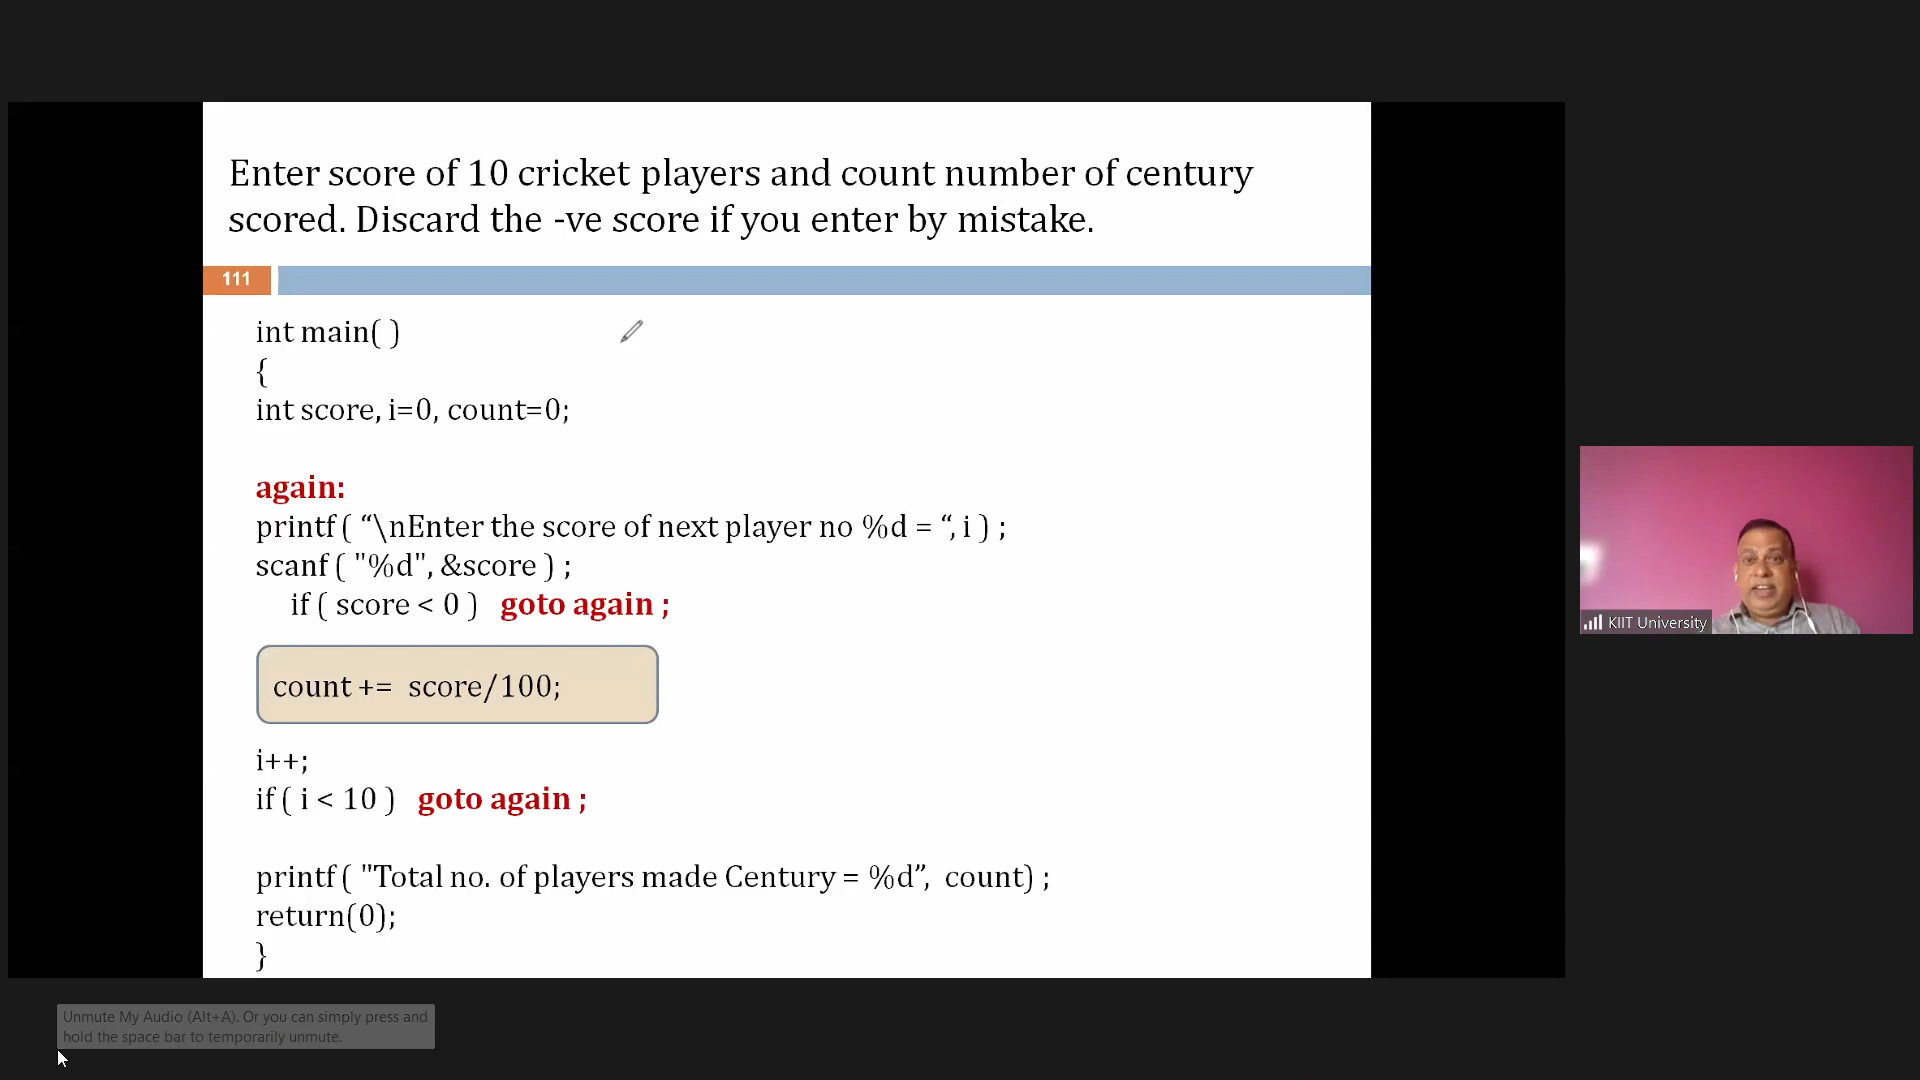 Enter score of 10 cricket players and count number of century
scored. Discard the -ve score if you enter by mistake.
111
int main( )
{
int score, i=0, count=0;
again:
printf ( “\nEnter the score of next player no %d = “, i ) ;
scanf ( "%d", &score ) ;
if ( score < 0 ) goto again ;
count += score/100;
i++;
if ( i < 10 ) goto again ;
printf ( "Total no. of players made Century = %d”, count) ;
return(0);
}
KIIT University
Unmute My Audio (Alt+A). Or you can simply press and
hold the space bar to temporarily unmute.